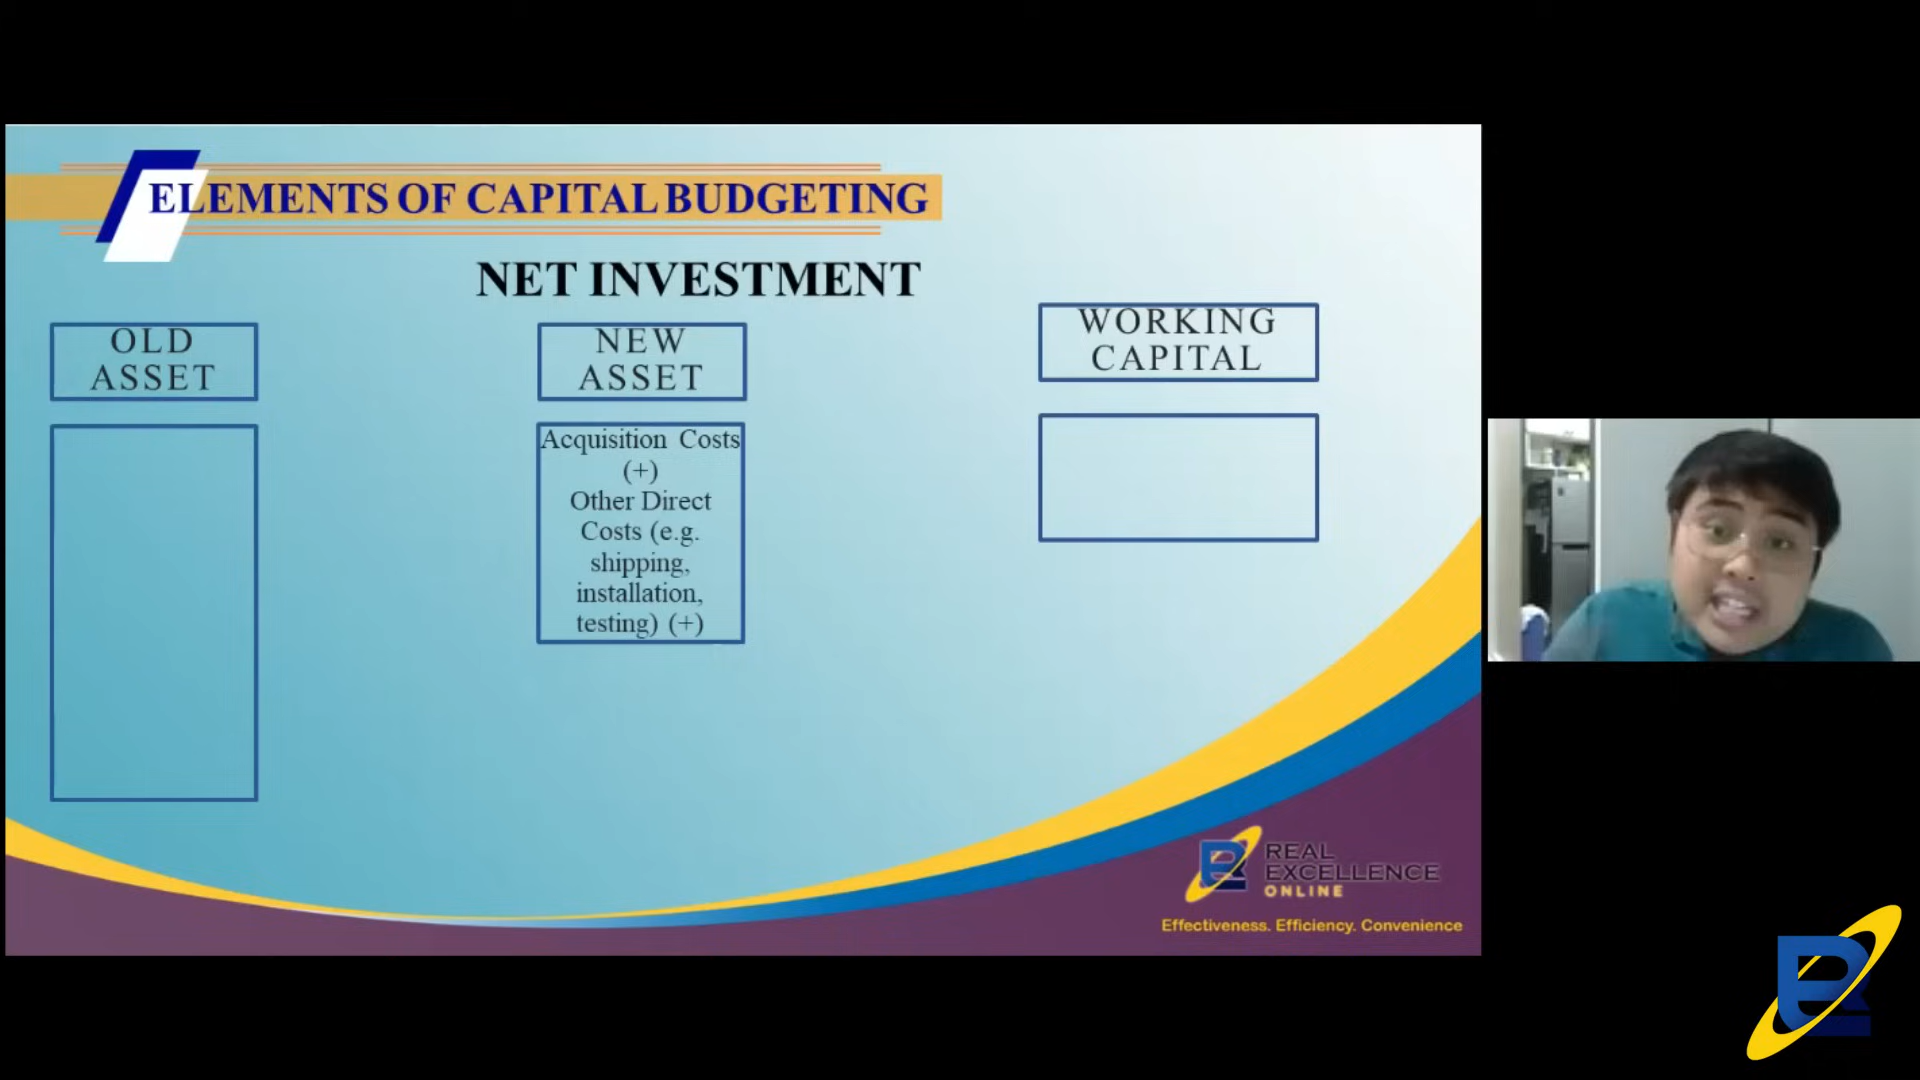 ELEMENTS OF CAPITAL BUDGETING
NET INVESTMENT
OLD
ASSET
NEW
ASSET
Acquisition Costs
(+)
Other Direct
Costs (e.g.
shipping,
installation,
testing) (+)
WORKING
CAPITAL
REAL
EXCELLENCE
ONLINE
Effectiveness. Efficiency. Convenience